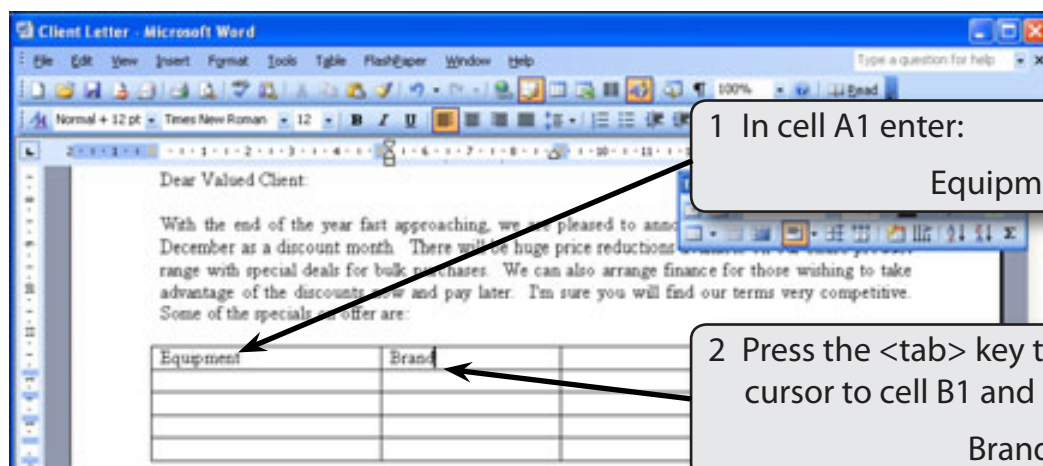 Client Letter - Microsoft Word
File Edit View Insert Format Tools Table FlashPaper Window Help Type a question for help
100% Read
Normal + 12 pt Times New Roman 12 B I U
1 In cell A1 enter:
Equipm
Dear Valued Client:
With the end of the year fast approaching, we are pleased to anno
December as a discount month. There will be huge price reductions
range with special deals for bulk purchases. We can also arrange finance for those wishing to take
advantage of the discounts now and pay later. I'm sure you will find our terms very competitive.
Some of the specials on offer are:
Equipment Brand
2 Press the <tab> key t
cursor to cell B1 and
Brand